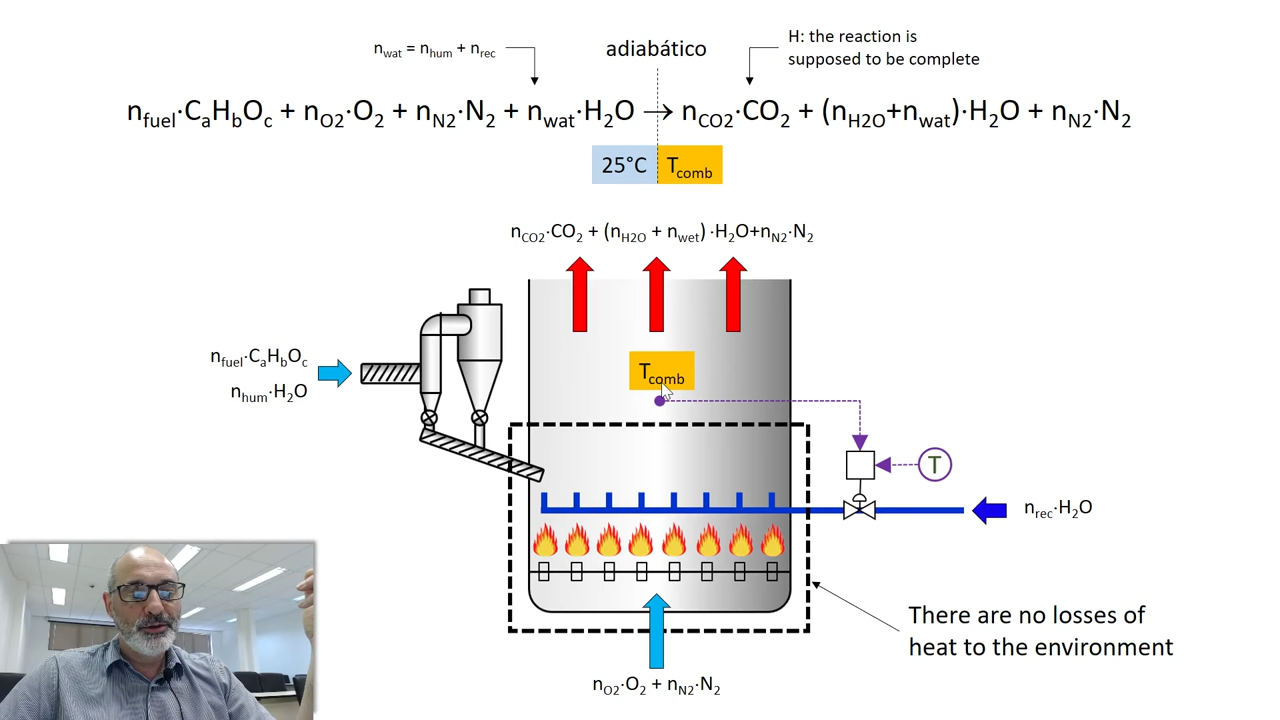 n_wat = n_hum + n_rec
adiabático
H: the reaction is
supposed to be complete
n_fuel·C_aH_bO_c + n_O2·O_2 + n_N2·N_2 + n_wat·H_2O → n_CO2·CO_2 + (n_H2O+n_wat)·H_2O + n_N2·N_2
25°C T_comb
n_CO2·CO_2 + (n_H2O + n_wet) ·H_2O+n_N2·N_2
n_fuel·C_aH_bO_c
n_hum·H_2O
T_comb
T
n_rec·H_2O
There are no losses of
heat to the environment
n_O2·O_2 + n_N2·N_2